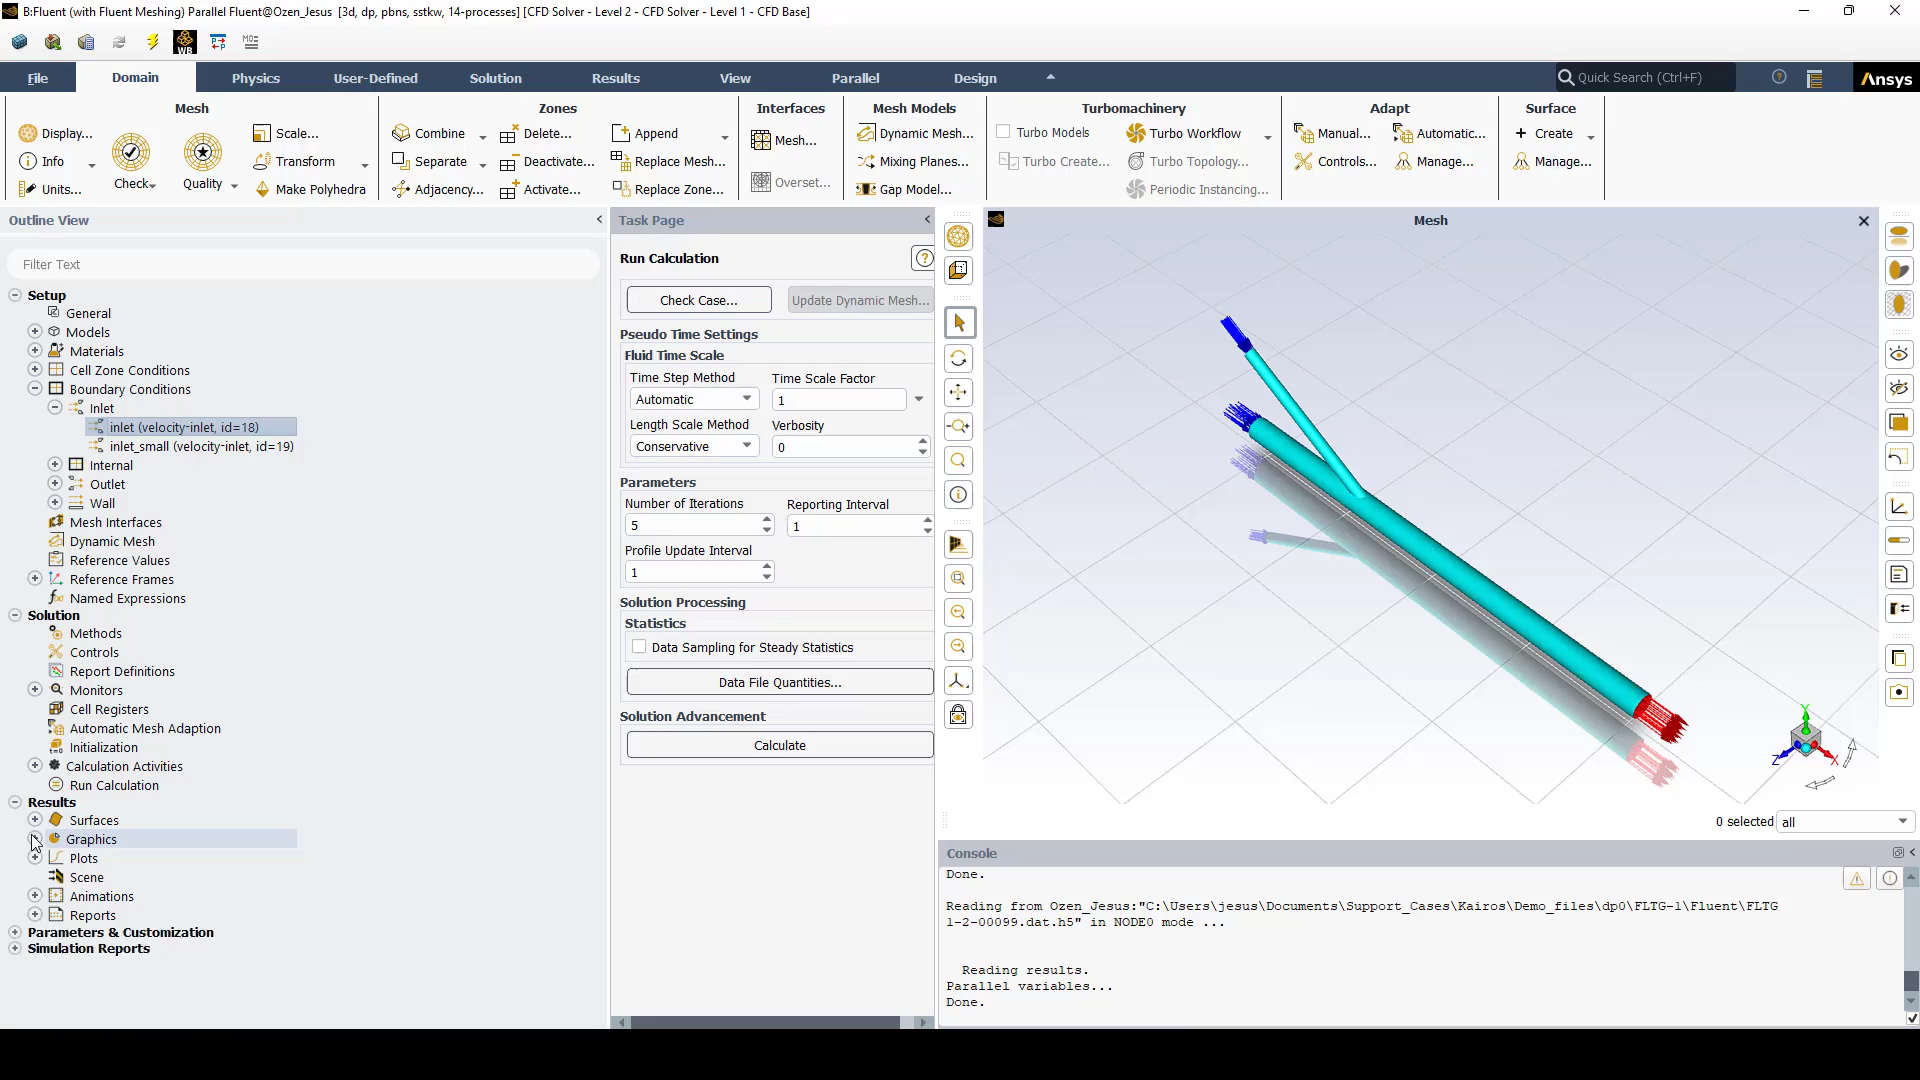 B:Fluent (with Fluent Meshing) Parallel Fluent@Ozen_Jesus [3d, dp, pbns, sstkw, 14-processes] [CFD Solver - Level 2 - CFD Solver - Level 1 - CFD Base]
WB
File Domain Physics User-Defined Solution Results View Parallel Design Quick Search (Ctrl+F) Ansys
Mesh Zones Interfaces Mesh Models Turbomachinery Adapt Surface
Display... Scale... Combine Delete... Append Mesh... Dynamic Mesh... Turbo Models Turbo Workflow Manual... Automatic... Create
Info Check Quality Transform Separate Deactivate... Replace Mesh... Overset... Mixing Planes... Turbo Create... Turbo Topology... Controls... Manage... Manage...
Units... Make Polyhedra Adjacency... Activate... Replace Zone... Gap Model... Periodic Instancing...
Outline View
Filter Text
Setup
General
Models
Materials
Cell Zone Conditions
Boundary Conditions
Inlet
inlet (velocity-inlet, id=18)
inlet_small (velocity-inlet, id=19)
Internal
Outlet
Wall
Mesh Interfaces
Dynamic Mesh
Reference Values
Reference Frames
Named Expressions
Solution
Methods
Controls
Report Definitions
Monitors
Cell Registers
Automatic Mesh Adaption
Initialization
Calculation Activities
Run Calculation
Results
Surfaces
Graphics
Plots
Scene
Animations
Reports
Parameters & Customization
Simulation Reports
Task Page
Run Calculation
Check Case... Update Dynamic Mesh...
Pseudo Time Settings
Fluid Time Scale
Time Step Method Time Scale Factor
Automatic 1
Length Scale Method Verbosity
Conservative 0
Parameters
Number of Iterations Reporting Interval
5 1
Profile Update Interval
1
Solution Processing
Statistics
Data Sampling for Steady Statistics
Data File Quantities...
Solution Advancement
Calculate
Mesh
Y
Z X
0 selected all
Console
Done.
Reading from Ozen_Jesus:"C:\Users\jesus\Documents\Support_Cases\Kairos\Demo_files\dp0\FLTG-1\Fluent\FLTG
1-2-00099.dat.h5" in NODE0 mode ...
Reading results.
Parallel variables...
Done.